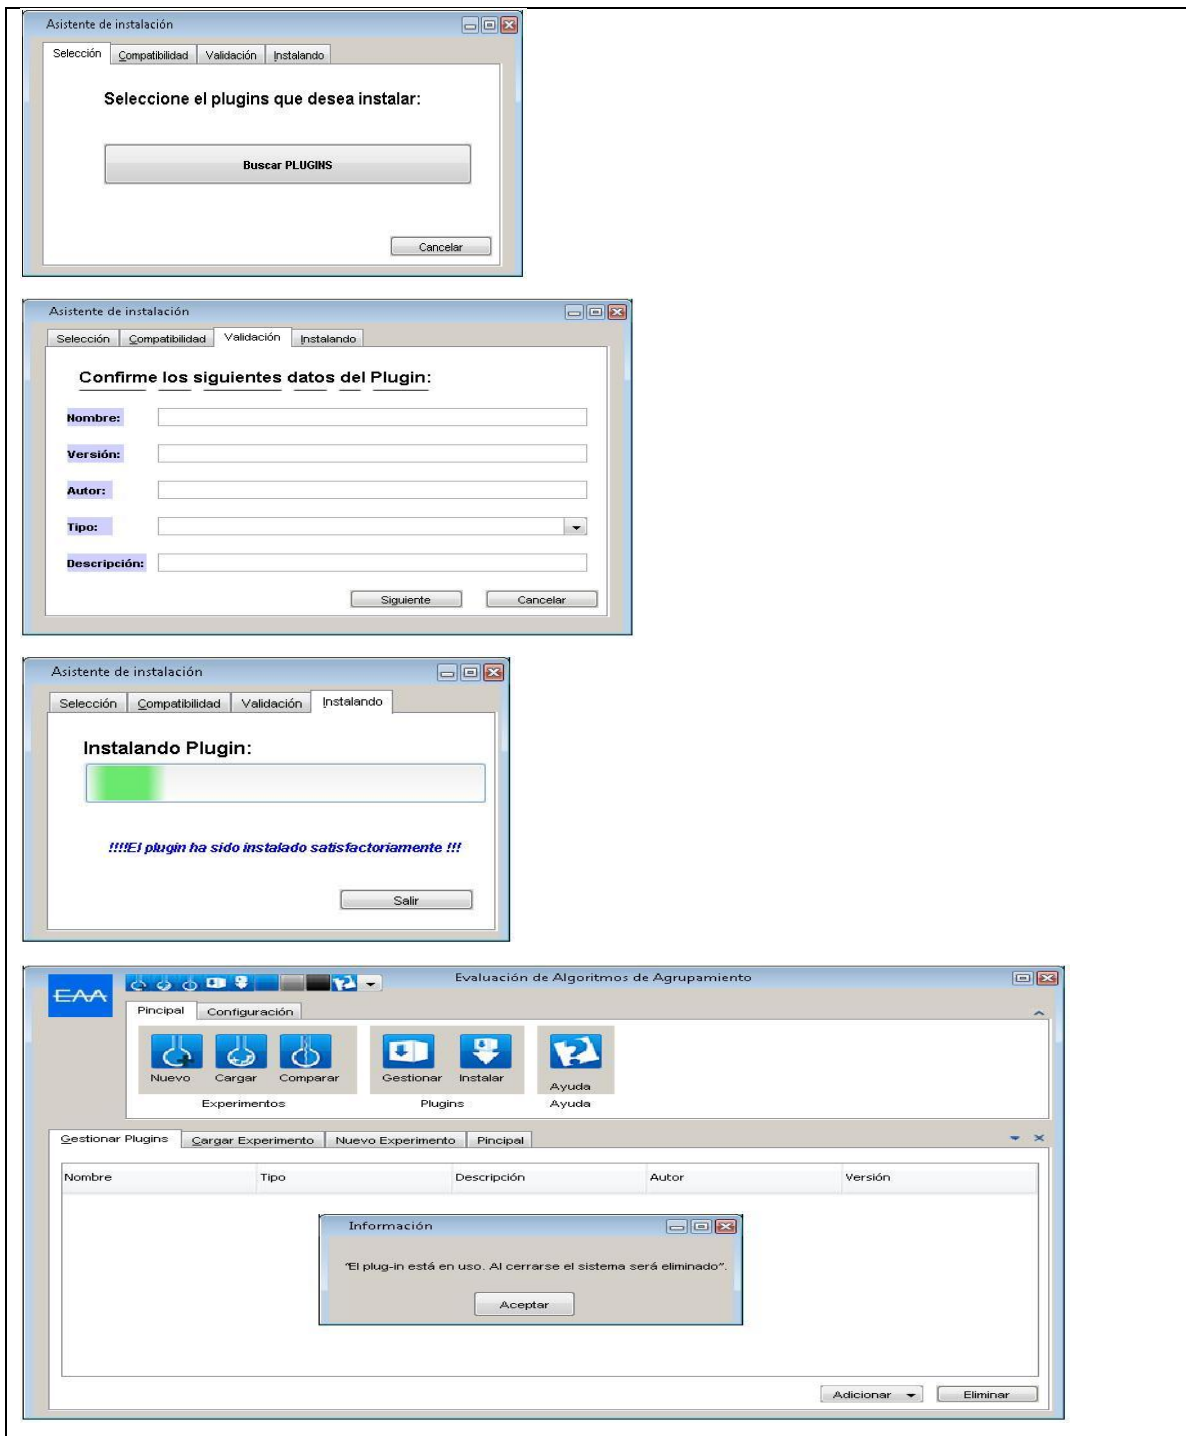 Asistente de instalación
Selección Compatibilidad Validación Instalando
Seleccione el plugins que desea instalar:
Buscar PLUGINS
Cancelar
Asistente de instalación
Selección Compatibilidad Validación Instalando
Confirme los siguientes datos del Plugin:
Nombre:
Versión:
Autor:
Tipo:
Descripción:
Siguiente Cancelar
Asistente de instalación
Selección Compatibilidad Validación Instalando
Instalando Plugin:
!!!!El plugin ha sido instalado satisfactoriamente !!!
Salir
EAA
Evaluación de Algoritmos de Agrupamiento
Pincipal Configuración
Nuevo Cargar Comparar Gestionar Instalar Ayuda
Experimentos Plugins Ayuda
Gestionar Plugins Cargar Experimento Nuevo Experimento Pincipal
Nombre Tipo Descripción Autor Versión
Información
"El plug-in está en uso. Al cerrarse el sistema será eliminado".
Aceptar
Adicionar Eliminar